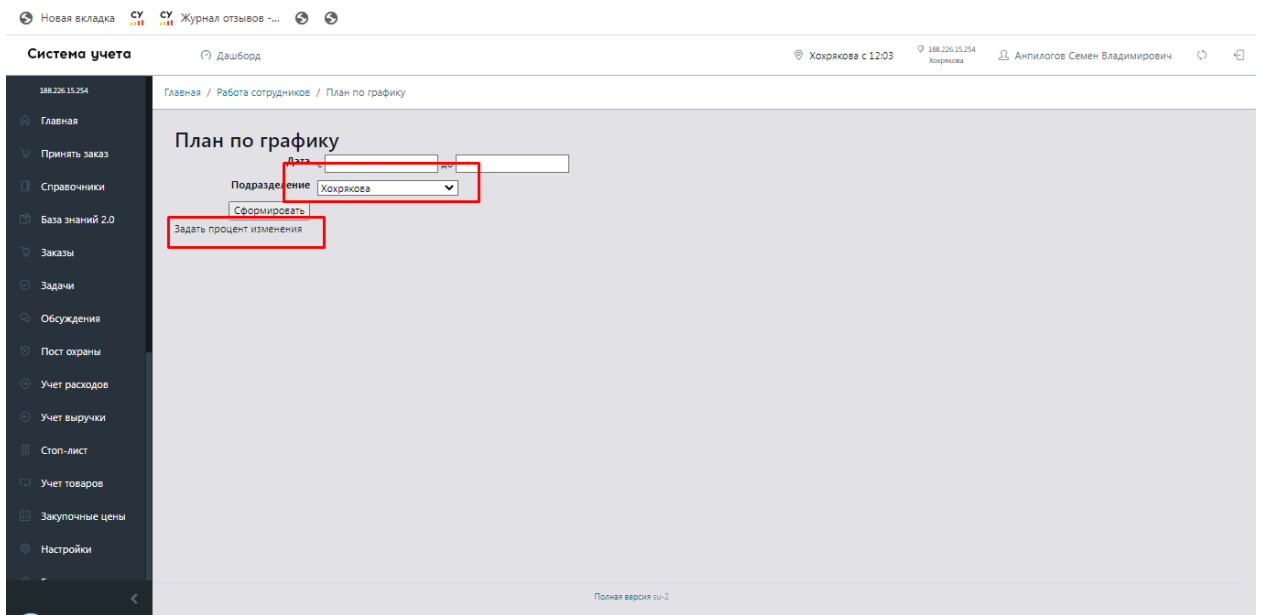 Новая вкладка СУ СУ Журнал отзывов -...
Система учета Дашборд Хохрякова с 12:03 188.226.15.254 Анпилогов Семен Владимирович
Хохрякова
188.226.15.254
Главная / Работа сотрудников / План по графику
Главная
Принять заказ
Справочники
База знаний 2.0
Заказы
Задачи
Обсуждения
Пост охраны
Учет расходов
Учет выручки
Стоп-лист
Учет товаров
Закупочные цены
Настройки
План по графику
Дата с до
Подразделение Хохрякова
Сформировать
Задать процент изменения
Полная версия su-2